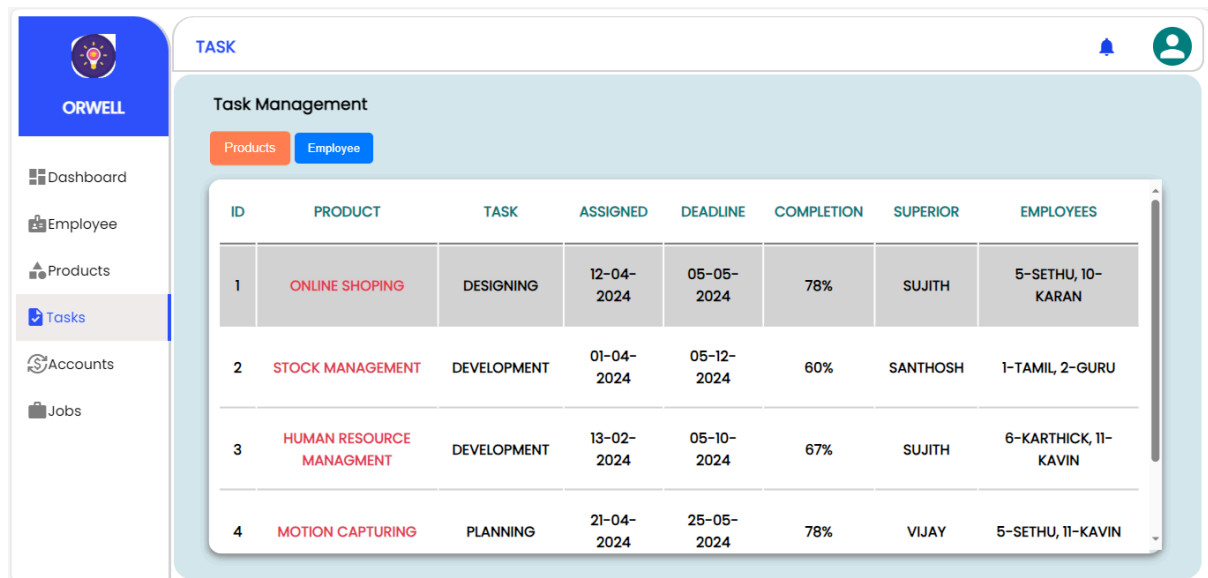 TASK
ORWELL
Dashboard
Employee
Products
Tasks
Accounts
Jobs
Task Management
Products Employee
ID PRODUCT TASK ASSIGNED DEADLINE COMPLETION SUPERIOR EMPLOYEES
1 ONLINE SHOPING DESIGNING 12-04-2024 05-05-2024 78% SUJITH 5-SETHU, 10-KARAN
2 STOCK MANAGEMENT DEVELOPMENT 01-04-2024 05-12-2024 60% SANTHOSH 1-TAMIL, 2-GURU
3 HUMAN RESOURCE MANAGMENT DEVELOPMENT 13-02-2024 05-10-2024 67% SUJITH 6-KARTHICK, 11-KAVIN
4 MOTION CAPTURING PLANNING 21-04-2024 25-05-2024 78% VIJAY 5-SETHU, 11-KAVIN